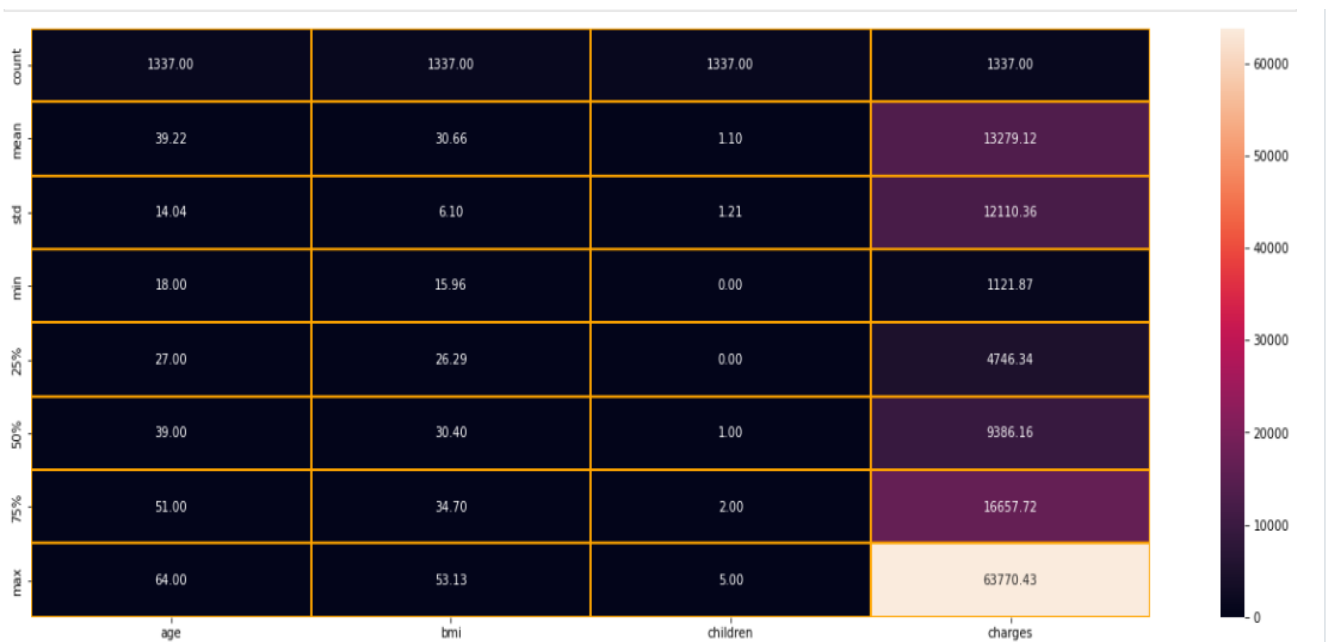 count 1337.00 1337.00 1337.00 1337.00
mean 39.22 30.66 1.10 13279.12
std 14.04 6.10 1.21 12110.36
min 18.00 15.96 0.00 1121.87
25% 27.00 26.29 0.00 4746.34
50% 39.00 30.40 1.00 9386.16
75% 51.00 34.70 2.00 16657.72
max 64.00 53.13 5.00 63770.43
age bmi children charges
60000
50000
40000
30000
20000
10000
0